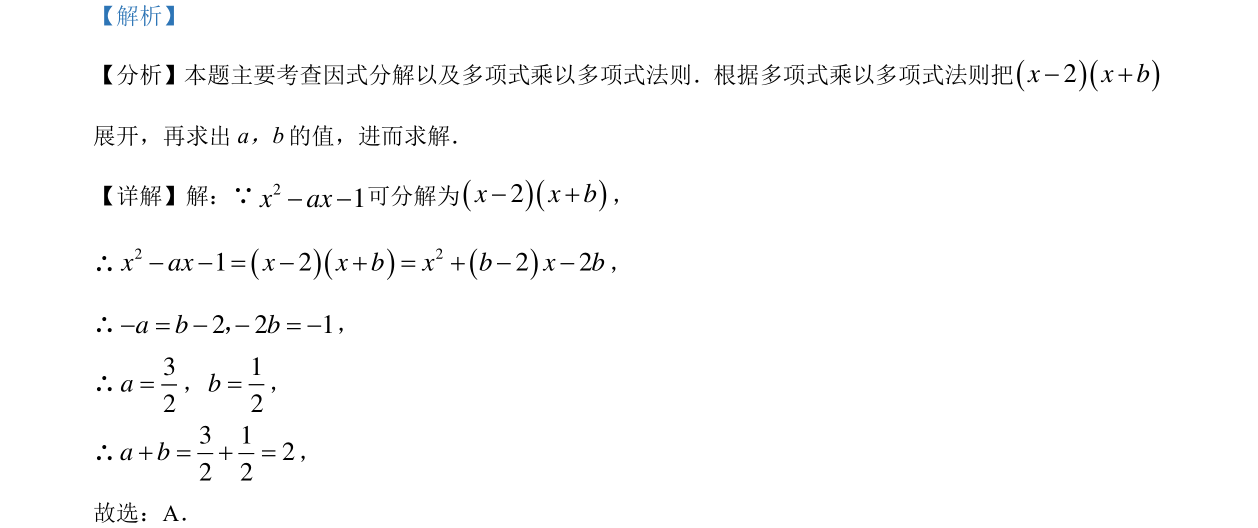 【解析】
【分析】本题主要考查因式分解以及多项式乘以多项式法则．根据多项式乘以多项式法则把(x−2)(x+b)
展开，再求出 a，b 的值，进而求解．
【详解】解：∵ x² − ax −1可分解为(x−2)(x+b)，
∴ x² − ax −1 = (x−2)(x+b) = x² + (b−2)x − 2b，
∴ −a = b − 2，− 2b = −1，
∴ a = 3/2，b = 1/2，
∴ a + b = 3/2 + 1/2 = 2，
故选：A．